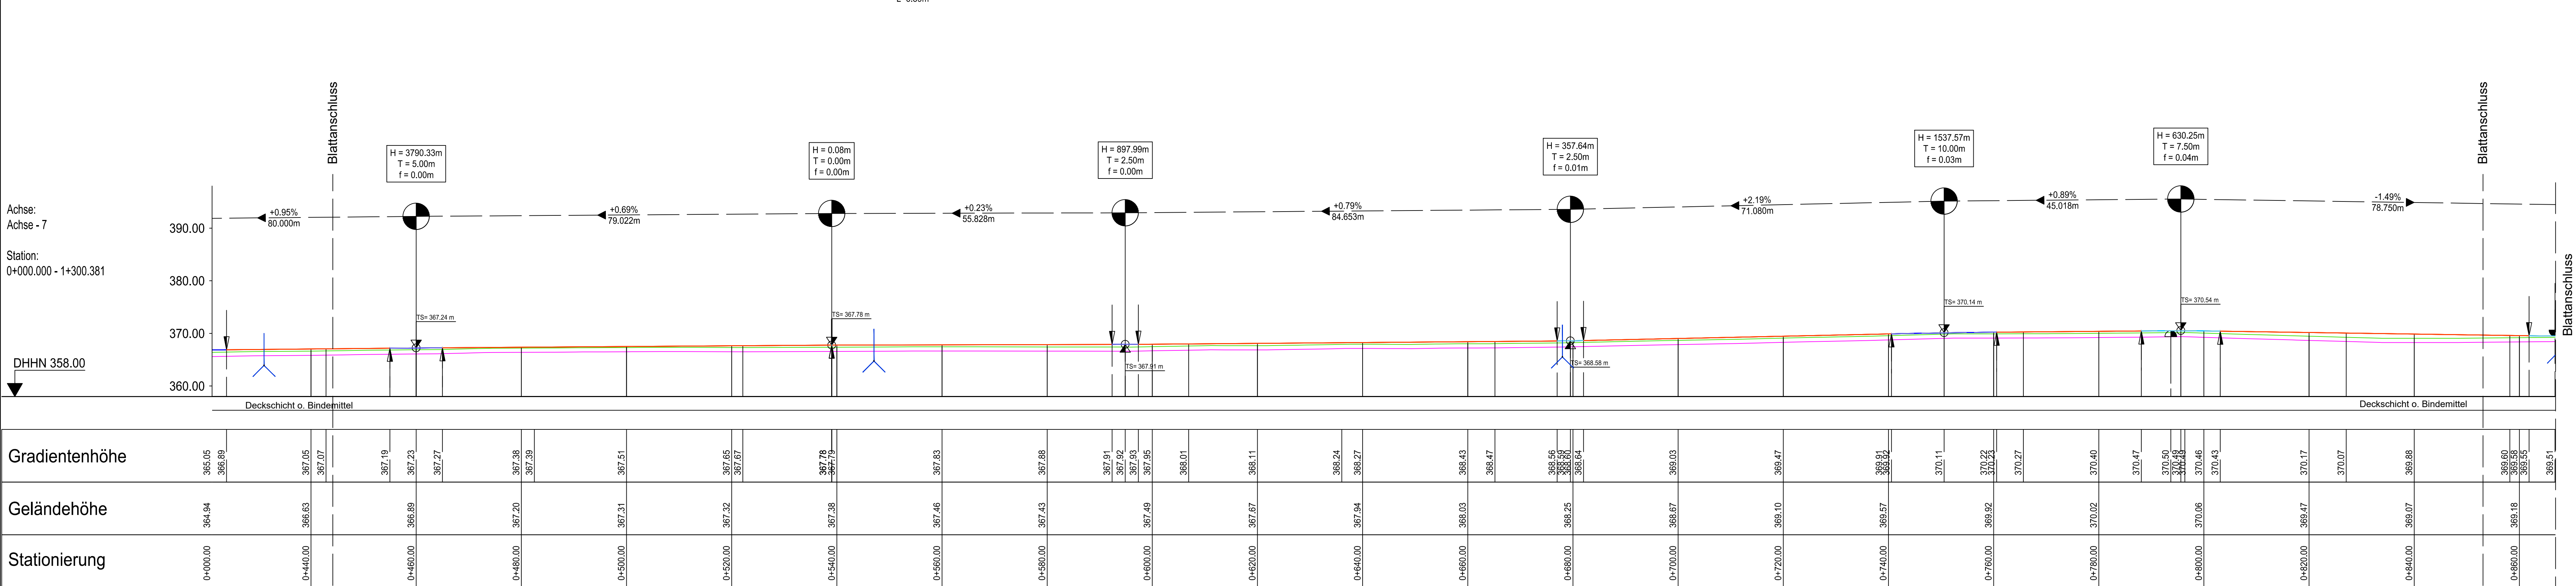 Blattanschluss
Blattanschluss
Blattanschluss
H = 3790.33m
T = 5.00m
f = 0.00m
H = 0.08m
T = 0.00m
f = 0.00m
H = 897.99m
T = 2.50m
f = 0.00m
H = 357.64m
T = 2.50m
f = 0.01m
H = 1537.57m
T = 10.00m
f = 0.03m
H = 630.25m
T = 7.50m
f = 0.04m
Achse:
Achse - 7
Station:
0+000.000 - 1+300.381
+0.95%
80.000m
+0.69%
79.022m
+0.23%
55.828m
+0.79%
84.653m
+2.19%
71.080m
+0.89%
45.018m
-1.49%
78.750m
390.00
380.00
370.00
360.00
TS= 367.24 m
TS= 367.78 m
TS= 367.91 m
TS= 368.58 m
TS= 370.14 m
TS= 370.54 m
DHHN 358.00
Deckschicht o. Bindemittel
Deckschicht o. Bindemittel
Gradientenhöhe
365.05
366.89
367.05
367.07
367.19
367.23
367.27
367.38
367.39
367.51
367.65
367.67
367.78
367.79
367.83
367.88
367.91
367.92
367.93
367.95
368.01
368.11
368.24
368.27
368.43
368.47
368.56
368.59
368.60
368.64
369.03
369.47
369.91
369.92
370.11
370.22
370.23
370.27
370.40
370.47
370.50
370.49
370.49
370.46
370.43
370.17
370.07
369.88
369.60
369.58
369.55
369.51
Geländehöhe
364.94
366.63
366.89
367.20
367.31
367.32
367.38
367.46
367.43
367.49
367.67
367.94
368.03
368.25
368.67
369.10
369.57
369.92
370.02
370.06
369.47
369.07
369.18
Stationierung
0+000.00
0+440.00
0+460.00
0+480.00
0+500.00
0+520.00
0+540.00
0+560.00
0+580.00
0+600.00
0+620.00
0+640.00
0+660.00
0+680.00
0+700.00
0+720.00
0+740.00
0+760.00
0+780.00
0+800.00
0+820.00
0+840.00
0+860.00